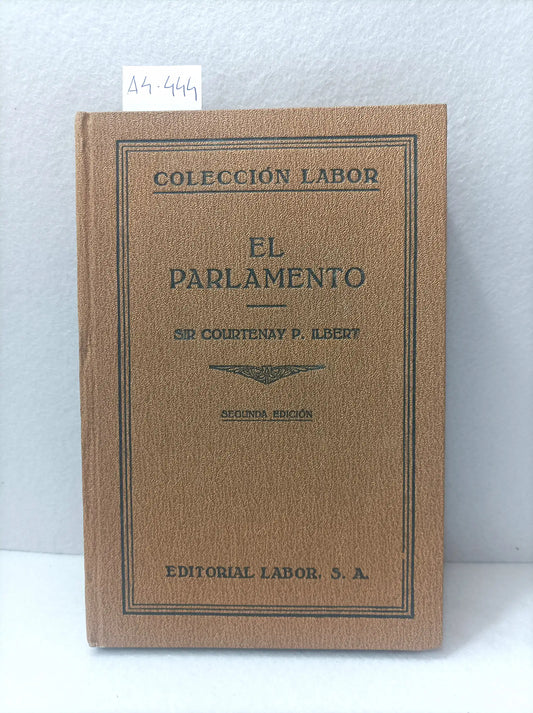 A4-444
COLECCIÓN LABOR
EL
PARLAMENTO
SIR COURTENAY P. ILBERT
SEGUNDA EDICIÓN
EDITORIAL LABOR, S. A.